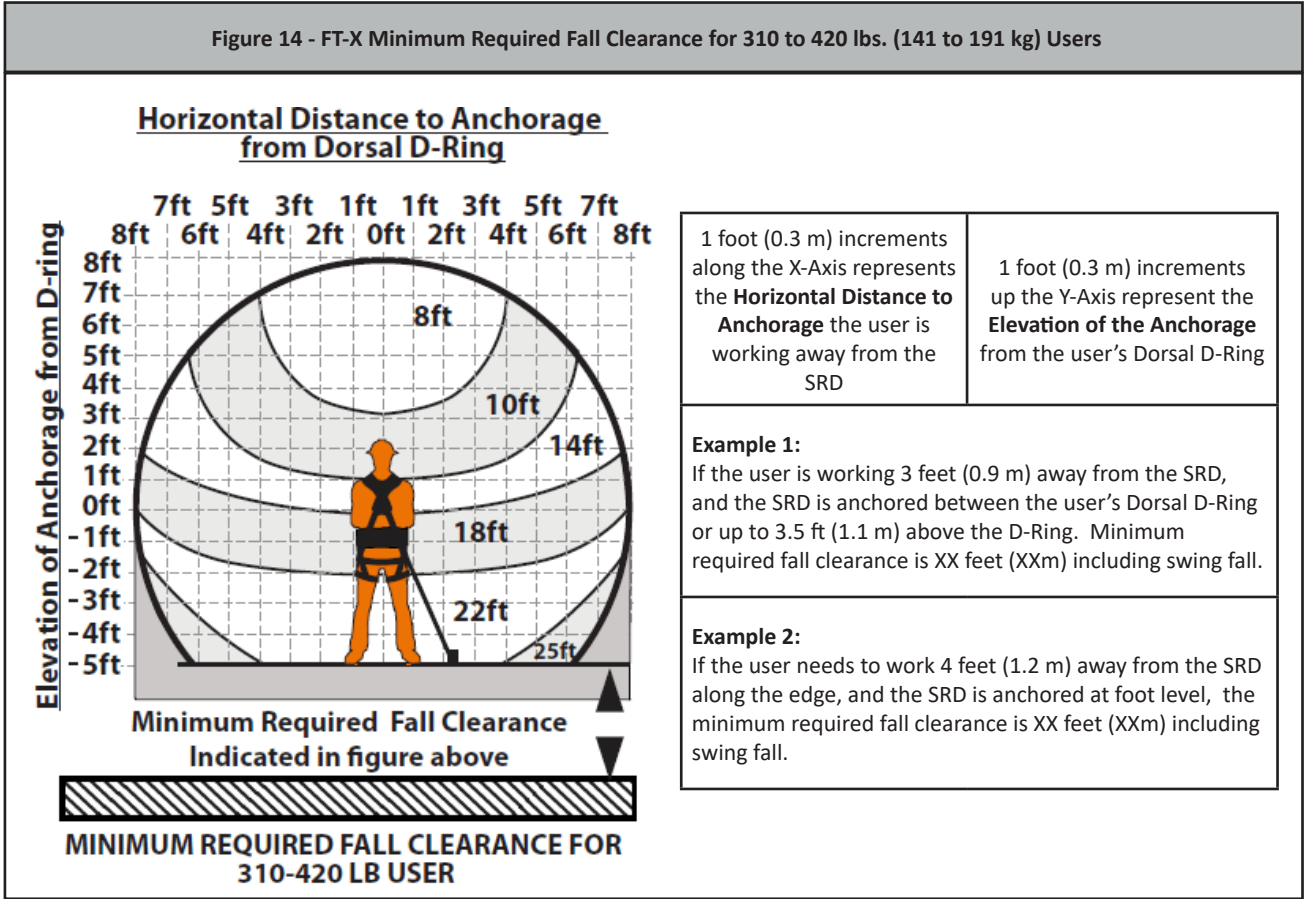 Figure 14 - FT-X Minimum Required Fall Clearance for 310 to 420 lbs. (141 to 191 kg) Users
Horizontal Distance to Anchorage
from Dorsal D-Ring
7ft 5ft 3ft 1ft 1ft 3ft 5ft 7ft
8ft 6ft 4ft 2ft 0ft 2ft 4ft 6ft 8ft
Elevation of Anchorage from D-ring
8ft
7ft
6ft
5ft
4ft
3ft
2ft
1ft
0ft
-1ft
-2ft
-3ft
-4ft
-5ft
8ft
10ft
14ft
18ft
22ft
25ft
Minimum Required Fall Clearance
Indicated in figure above
MINIMUM REQUIRED FALL CLEARANCE FOR
310-420 LB USER
1 foot (0.3 m) increments
along the X-Axis represents
the Horizontal Distance to
Anchorage the user is
working away from the
SRD
1 foot (0.3 m) increments
up the Y-Axis represent the
Elevation of the Anchorage
from the user's Dorsal D-Ring
Example 1:
If the user is working 3 feet (0.9 m) away from the SRD,
and the SRD is anchored between the user's Dorsal D-Ring
or up to 3.5 ft (1.1 m) above the D-Ring. Minimum
required fall clearance is XX feet (XXm) including swing fall.
Example 2:
If the user needs to work 4 feet (1.2 m) away from the SRD
along the edge, and the SRD is anchored at foot level, the
minimum required fall clearance is XX feet (XXm) including
swing fall.